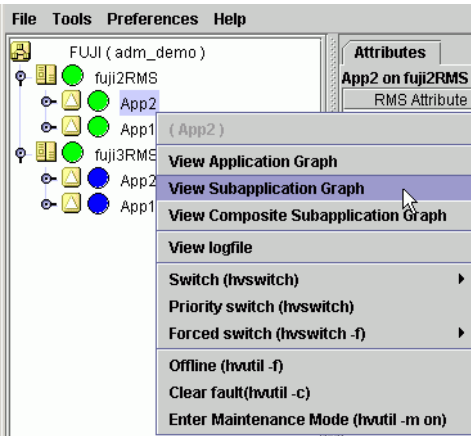 File Tools Preferences Help
FUJI ( adm_demo )
Attributes
fuji2RMS
App2 on fuji2RMS
App2
RMS Attribute
App1
( App2 )
fuji3RMS
View Application Graph
App2
View Subapplication Graph
App1
View Composite Subapplication Graph
View logfile
Switch (hvswitch)
Priority switch (hvswitch)
Forced switch (hvswitch -f)
Offline (hvutil -f)
Clear fault(hvutil -c)
Enter Maintenance Mode (hvutil -m on)